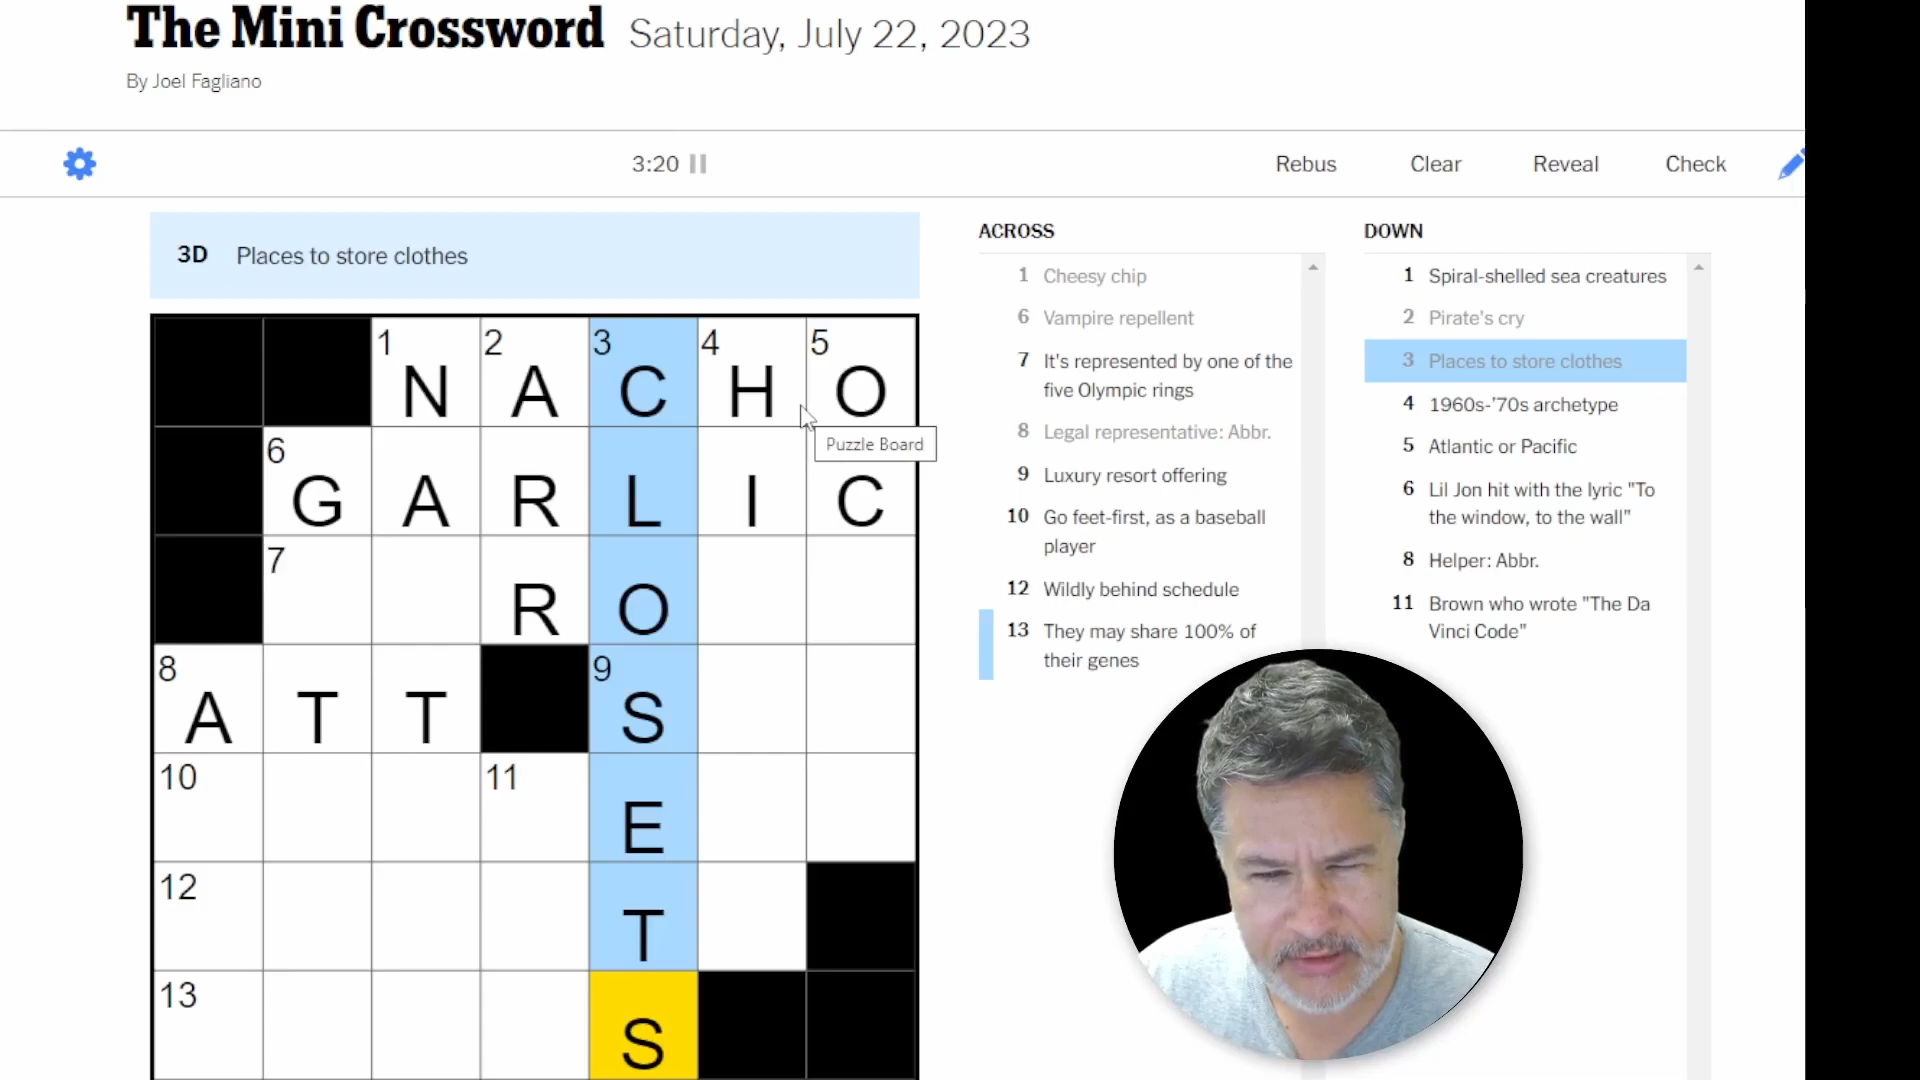 The Mini Crossword Saturday, July 22, 2023
By Joel Fagliano
3:20 Rebus Clear Reveal Check
3D Places to store clothes
1 N 2 A 3 C 4 H 5 O
Puzzle Board
6 G A R L I C
7 R O
8 A T T 9 S
10 11 E
12 T
13 S
ACROSS
1 Cheesy chip
6 Vampire repellent
7 It's represented by one of the
five Olympic rings
8 Legal representative: Abbr.
9 Luxury resort offering
10 Go feet-first, as a baseball
player
12 Wildly behind schedule
13 They may share 100% of
their genes
DOWN
1 Spiral-shelled sea creatures
2 Pirate's cry
3 Places to store clothes
4 1960s-'70s archetype
5 Atlantic or Pacific
6 Lil Jon hit with the lyric "To
the window, to the wall"
8 Helper: Abbr.
11 Brown who wrote "The Da
Vinci Code"